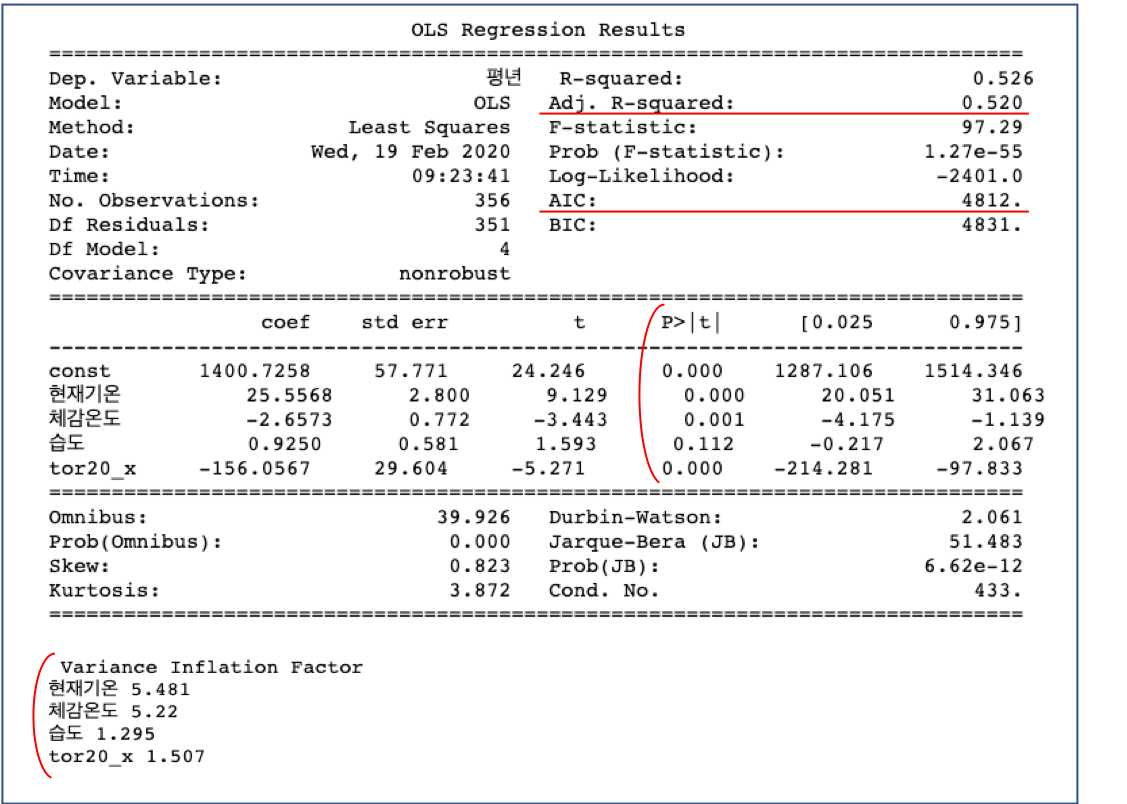 OLS Regression Results
==============================================================================
Dep. Variable: 평년 R-squared: 0.526
Model: OLS Adj. R-squared: 0.520
Method: Least Squares F-statistic: 97.29
Date: Wed, 19 Feb 2020 Prob (F-statistic): 1.27e-55
Time: 09:23:41 Log-Likelihood: -2401.0
No. Observations: 356 AIC: 4812.
Df Residuals: 351 BIC: 4831.
Df Model: 4
Covariance Type: nonrobust
==============================================================================
coef std err t P>|t| [0.025 0.975]
------------------------------------------------------------------------------
const 1400.7258 57.771 24.246 0.000 1287.106 1514.346
현재기온 25.5568 2.800 9.129 0.000 20.051 31.063
체감온도 -2.6573 0.772 -3.443 0.001 -4.175 -1.139
습도 0.9250 0.581 1.593 0.112 -0.217 2.067
tor20_x -156.0567 29.604 -5.271 0.000 -214.281 -97.833
==============================================================================
Omnibus: 39.926 Durbin-Watson: 2.061
Prob(Omnibus): 0.000 Jarque-Bera (JB): 51.483
Skew: 0.823 Prob(JB): 6.62e-12
Kurtosis: 3.872 Cond. No. 433.
==============================================================================
Variance Inflation Factor
현재기온 5.481
체감온도 5.22
습도 1.295
tor20_x 1.507